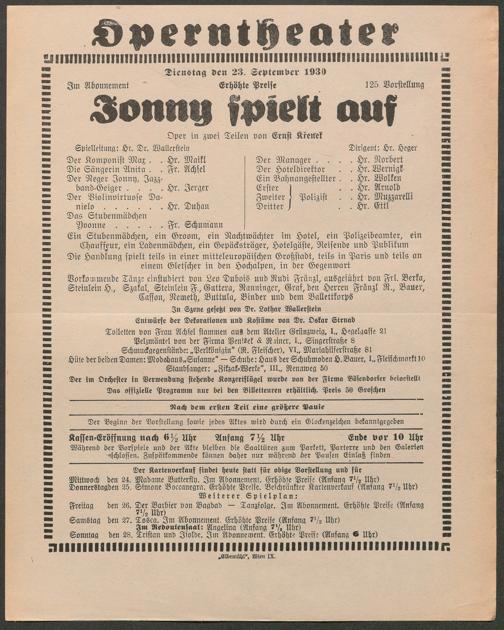 Operntheater
Dienstag den 23. September 1930
Im Abonnement Erhöhte Preise 125 Vorstellung
Jonny spielt auf
Oper in zwei Teilen von Ernst Křenek
Spielleitung: Hr. Dr. Wallerstein Dirigent: Hr. Heger
Der Komponist Max . . Hr. Maikl
Die Sängerin Anita . . Fr. Achsel
Der Neger Jonny, Jazz-
band-Geiger . . . . Hr. Jerger
Der Violinvirtuose Da-
niello . . . . . . Hr. Duhan
Das Stubenmädchen
Yvonne . . . . . Fr. Schumann
Der Manager . . . . Hr. Norbert
Der Hoteldirektor . . Hr. Wernigk
Ein Bahnangestellter . . Hr. Wolken
Erster } Hr. Arnold
Zweiter } Polizist . . Hr. Muzzarelli
Dritter } Hr. Ettl
Ein Stubenmädchen, ein Groom, ein Nachtwächter im Hotel, ein Polizeibeamter, ein
Chauffeur, ein Ladenmädchen, ein Gepäcksträger, Hotelgäste, Reisende und Publikum
Die Handlung spielt teils in einer mitteleuropäischen Großstadt, teils in Paris und teils an
einem Gletscher in den Hochalpen, in der Gegenwart
Vorkommende Tänze einstudiert von Leo Dubois und Rudi Fränzl, ausgeführt von Frl. Berka,
Steinlein H., Szakal, Steinlein F., Guttera, Nanninger, Graf, den Herren Fränzl R., Bauer,
Casson, Nemeth, Buttula, Binder und dem Ballettkorps
In Szene gesetzt von Dr. Lothar Wallerstein
Entwürfe der Dekorationen und Kostüme von Dr. Oskar Strnad
Toiletten von Frau Achsel stammen aus dem Atelier Grünzweig, I., Hegelgasse 21
Pelzmäntel von der Firma Penizek & Rainer, I., Singerstraße 8
Schmuckgegenstände: „Perlkönigin“ (R. Fleischer), VI., Mariahilferstraße 81
Hüte der beiden Damen: Modehaus „Susanne“ — Schuhe: Haus der Schuhmoden H. Bauer, I., Fleischmarkt 10
Staubsauger: „Zikzak-Werke“, III., Rennweg 50
Der im Orchester in Verwendung stehende Konzertflügel wurde von der Firma Bösendorfer beigestellt
Das offizielle Programm nur bei den Billetteuren erhältlich. Preis 50 Groschen
Nach dem ersten Teil eine größere Pause
Der Beginn der Vorstellung sowie jedes Aktes wird durch ein Glockenzeichen bekanntgegeben
Kassen-Eröffnung nach 6½ Uhr Anfang 7½ Uhr Ende vor 10 Uhr
Während der Vorspiele und der Akte bleiben die Saaltüren zum Parkett, Parterre und den Galerien
geschlossen. Zuspätkommende können daher nur während der Pausen Einlaß finden
Der Kartenverkauf findet heute statt für obige Vorstellung und für
Mittwoch den 24. Madame Butterfly. Im Abonnement. Erhöhte Preise (Anfang 7½ Uhr)
Donnerstag den 25. Simone Boccanegra. Erhöhte Preise. Beschränkter Kartenverkauf (Anfang 7½ Uhr)
Weiterer Spielplan:
Freitag den 26. Der Barbier von Bagdad — Tanzfolge. Im Abonnement. Erhöhte Preise (Anfang
7½ Uhr)
Samstag den 27. Tosca. Im Abonnement. Erhöhte Preise (Anfang 7½ Uhr)
Im Redoutensaal: Angelina (Anfang 7½ Uhr)
Sonntag den 28. Tristan und Isolde. Im Abonnement. Erhöhte Preise (Anfang 6 Uhr)
„Elbemühl“, Wien IX.